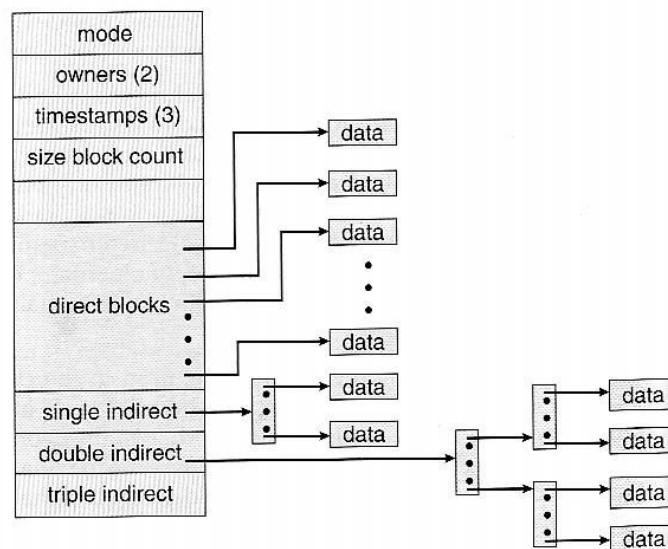 mode
owners (2)
timestamps (3)
size block count
direct blocks
single indirect
double indirect
triple indirect
data
data
data
data
data
data
data
data
data
data